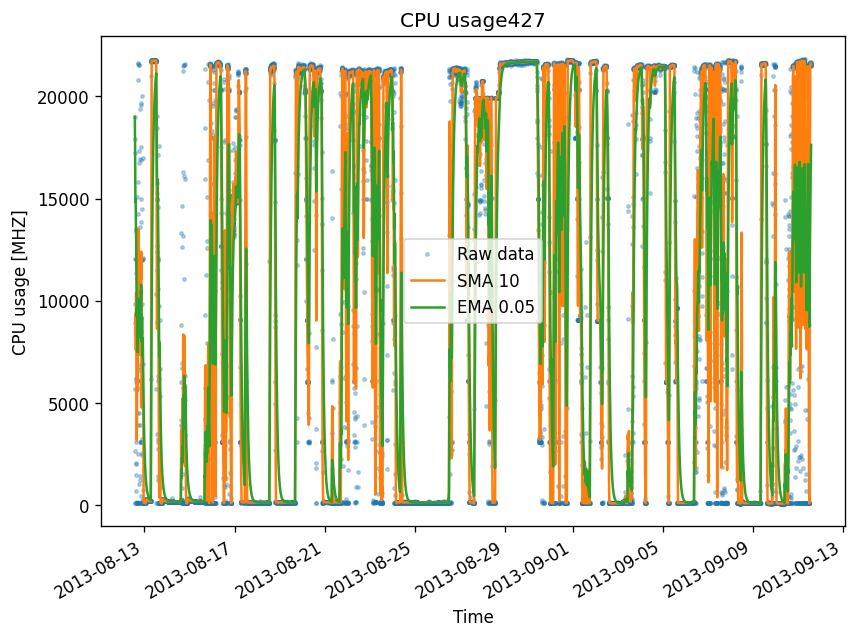 CPU usage427
CPU usage [MHZ]
20000
15000
10000
5000
0
Raw data
SMA 10
EMA 0.05
2013-08-13
2013-08-17
2013-08-21
2013-08-25
2013-08-29
2013-09-01
2013-09-05
2013-09-09
2013-09-13
Time